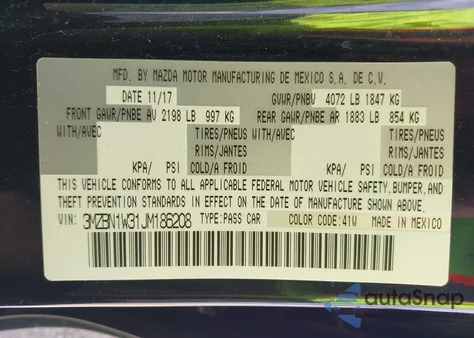 MFD. BY MAZDA MOTOR MANUFACTURING DE MEXICO S.A. DE C.V.
DATE 11/17 GVWR/PNBV 4072 LB 1847 KG
FRONT GAWR/PNBE AV 2198 LB 997 KG REAR GAWR/PNBE AR 1883 LB 854 KG
WITH/AVEC TIRES/PNEUS WITH/AVEC TIRES/PNEUS
RIMS/JANTES RIMS/JANTES
KPA/ PSI COLD/A FROID KPA/ PSI COLD/A FROID
THIS VEHICLE CONFORMS TO ALL APPLICABLE FEDERAL MOTOR VEHICLE SAFETY, BUMPER, AND
THEFT PREVENTION STANDARDS IN EFFECT ON THE DATE OF MANUFACTURE SHOWN ABOVE.
VIN: 3MZBN1W31JM186208 TYPE:PASS CAR COLOR CODE:41W MADE IN MEXICO
autoSnap